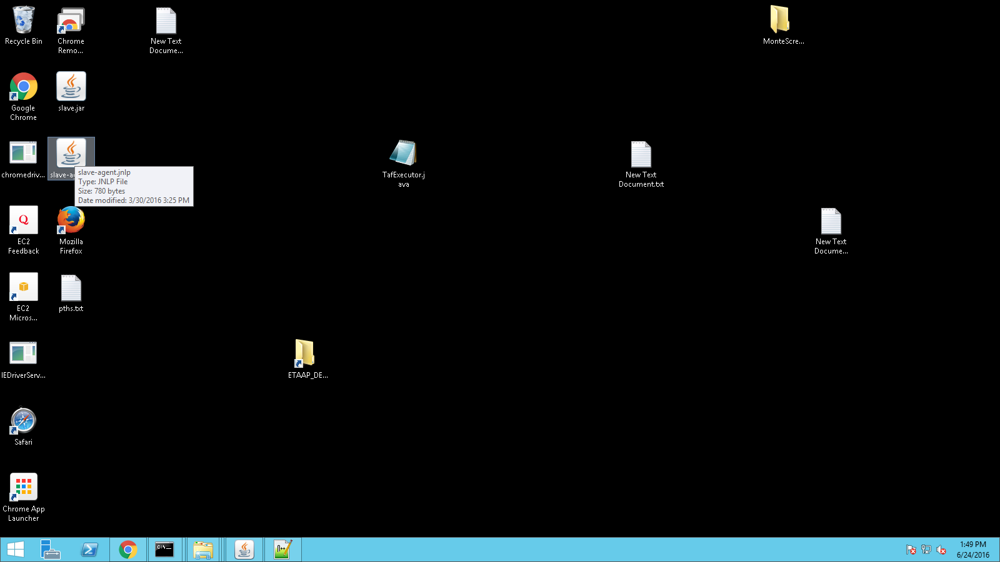 Recycle Bin
Chrome
Remo...
New Text
Docume...
MonteScre...
Google
Chrome
slave.jar
chromedriv...
slave-a
slave-agent.jnlp
Type: JNLP File
Size: 780 bytes
Date modified: 3/30/2016 3:25 PM
TafExecutor.j
ava
New Text
Document.txt
EC2
Feedback
Mozilla
Firefox
New Text
Docume...
EC2
Micros...
pths.txt
IEDriverServ...
ETAAP_DE...
Safari
Chrome App
Launcher
C:\_
1:49 PM
6/24/2016